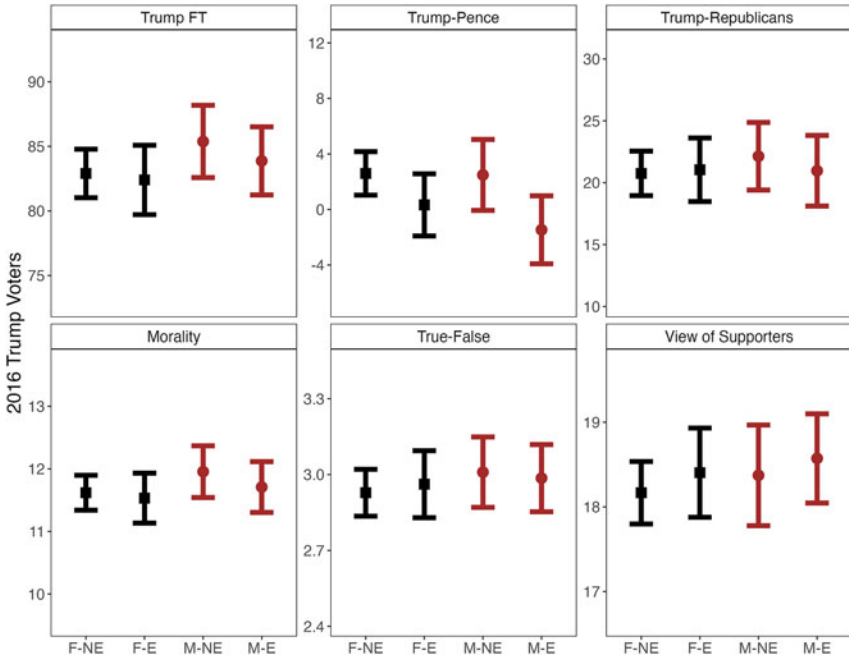 Trump FT
Trump-Pence
Trump-Republicans
90
85
80
75
12
8
4
0
-4
30
25
20
15
10
2016 Trump Voters
Morality
True-False
View of Supporters
13
12
11
10
3.3
3.0
2.7
2.4
19
18
17
F-NE F-E M-NE M-E
F-NE F-E M-NE M-E
F-NE F-E M-NE M-E